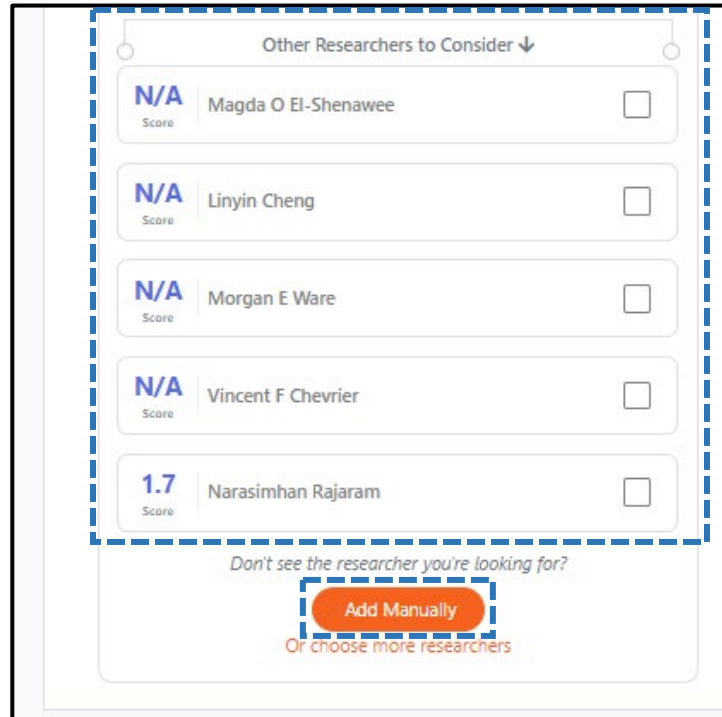 Other Researchers to Consider ↓
N/A
Score
Magda O El-Shenawee
N/A
Score
Linyin Cheng
N/A
Score
Morgan E Ware
N/A
Score
Vincent F Chevrier
1.7
Score
Narasimhan Rajaram
Don't see the researcher you're looking for?
Add Manually
Or choose more researchers